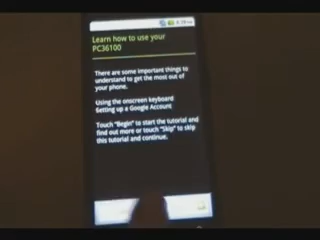 Learn how to use your
PC36100
There are some important things to
understand to get the most out of
your phone.
Using the onscreen keyboard
Setting up a Google Account
Touch "Begin" to start the tutorial and
find out more or touch "Skip" to skip
this tutorial and continue.